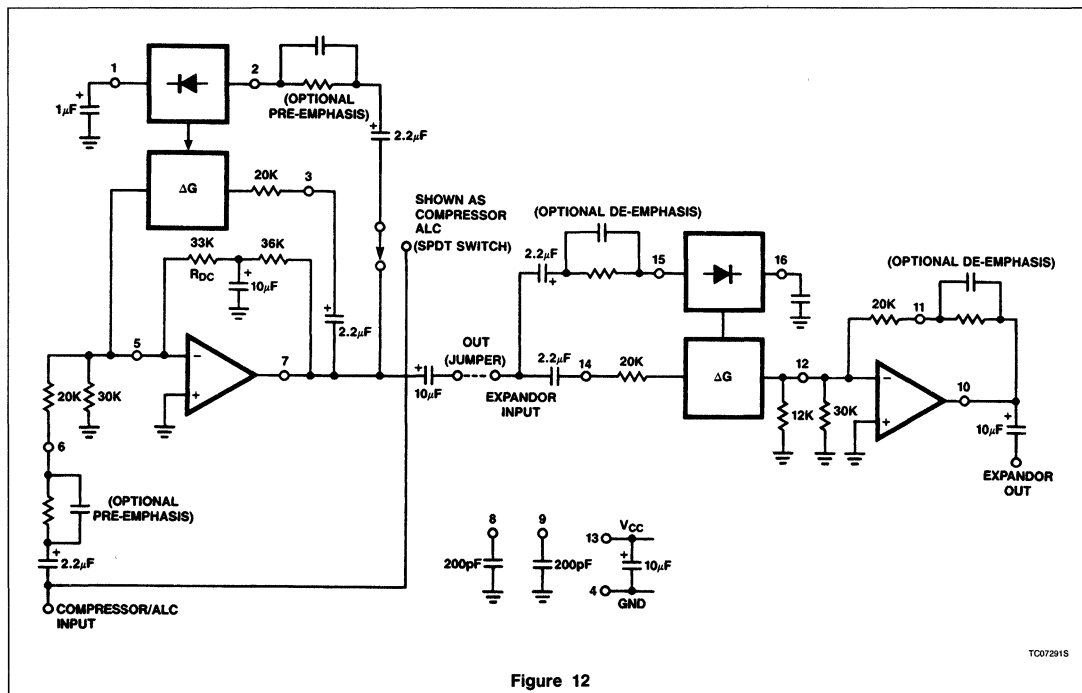 1
2
(OPTIONAL
PRE-EMPHASIS)
+
1μF
+
2.2μF
ΔG
20K
3
SHOWN AS
COMPRESSOR
ALC
(SPDT SWITCH)
33K
36K
RDC
+
10μF
+
2.2μF
5
−
+
7
20K
30K
6
(OPTIONAL
PRE-EMPHASIS)
+
2.2μF
COMPRESSOR/ALC
INPUT
+
10μF
OUT
(JUMPER)
EXPANDOR
INPUT
(OPTIONAL DE-EMPHASIS)
2.2μF
+
15
16
2.2μF
14
20K
ΔG
12
12K
30K
(OPTIONAL DE-EMPHASIS)
20K
11
−
+
10
+
10μF
EXPANDOR
OUT
8
200pF
9
200pF
13
VCC
+
10μF
4
GND
TC07291S
Figure 12